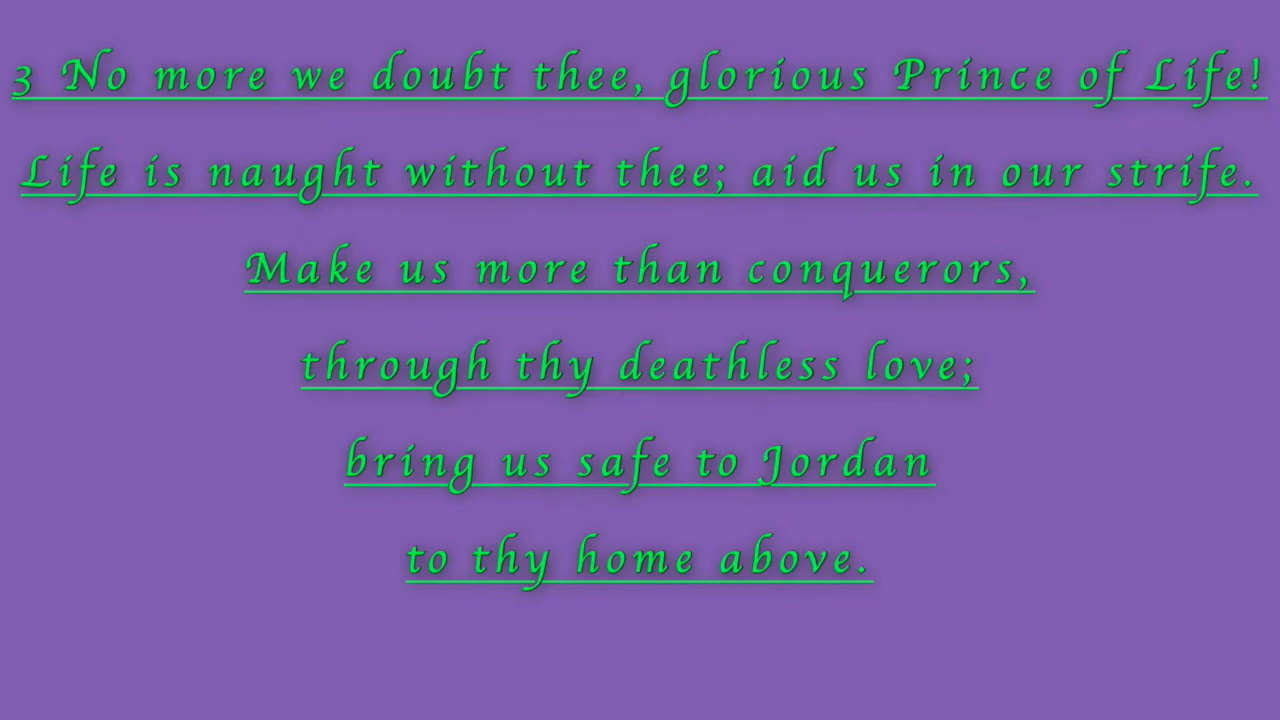 3 No more we doubt thee, glorious Prince of Life!
Life is naught without thee; aid us in our strife.
Make us more than conquerors,
through thy deathless love;
bring us safe to Jordan
to thy home above.